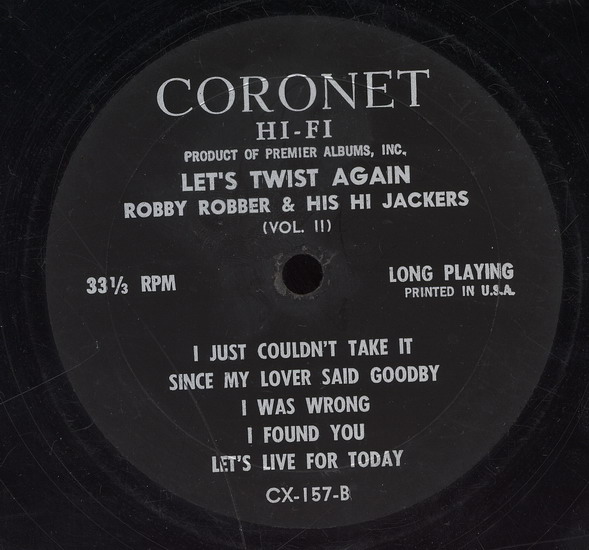 CORONET
HI-FI
PRODUCT OF PREMIER ALBUMS, INC.
LET'S TWIST AGAIN
ROBBY ROBBER & HIS HI JACKERS
(VOL. II)
33 1/3 RPM
LONG PLAYING
PRINTED IN U.S.A.
I JUST COULDN'T TAKE IT
SINCE MY LOVER SAID GOODBY
I WAS WRONG
I FOUND YOU
LET'S LIVE FOR TODAY
CX-157-B